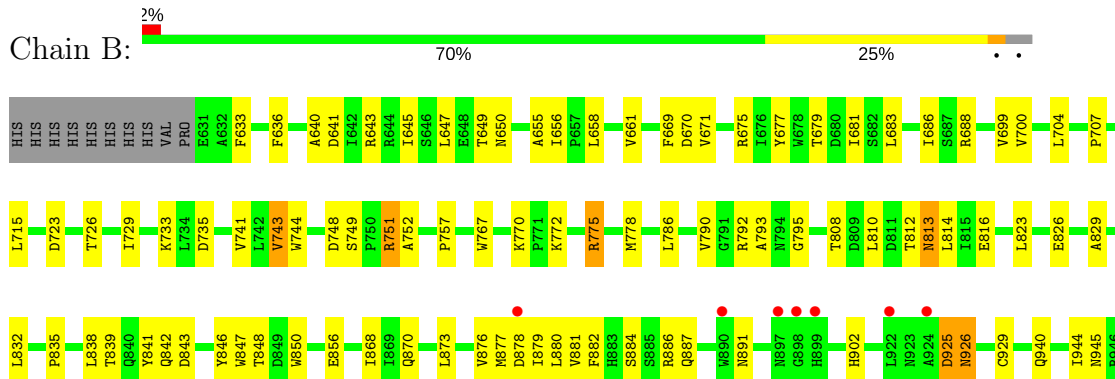 2%
Chain B:
70% 25% • •
HIS HIS HIS HIS HIS HIS HIS HIS VAL PRO E631 A632 F633 F636 A640 D641 I642 R643 R644 I645 S646 L647 E648 T649 N650 A655 I656 P657 L658 V661 F669 D670 V671 R675 I676 Y677 W678 T679 D680 I681 S682 L683 I686 S687 R688 V699 V700 L704 P707
L715 D723 T726 I729 K733 L734 D735 V741 L742 V743 W744 D748 S749 P750 R751 A752 P757 W767 K770 P771 K772 R775 M778 L786 V790 G791 R792 A793 N794 G795 T808 D809 L810 D811 T812 N813 L814 I815 E816 L823 E826 A829
L832 P835 L838 T839 Q840 Y841 Q842 D843 Y846 W847 T848 D849 W850 E856 I868 I869 Q870 L873 V876 M877 D878 I879 L880 V881 F882 H883 S884 S885 R886 Q887 W890 N891 N897 G898 H899 H902 L922 N923 A924 D925 N926 C929 Q940 I944 N945